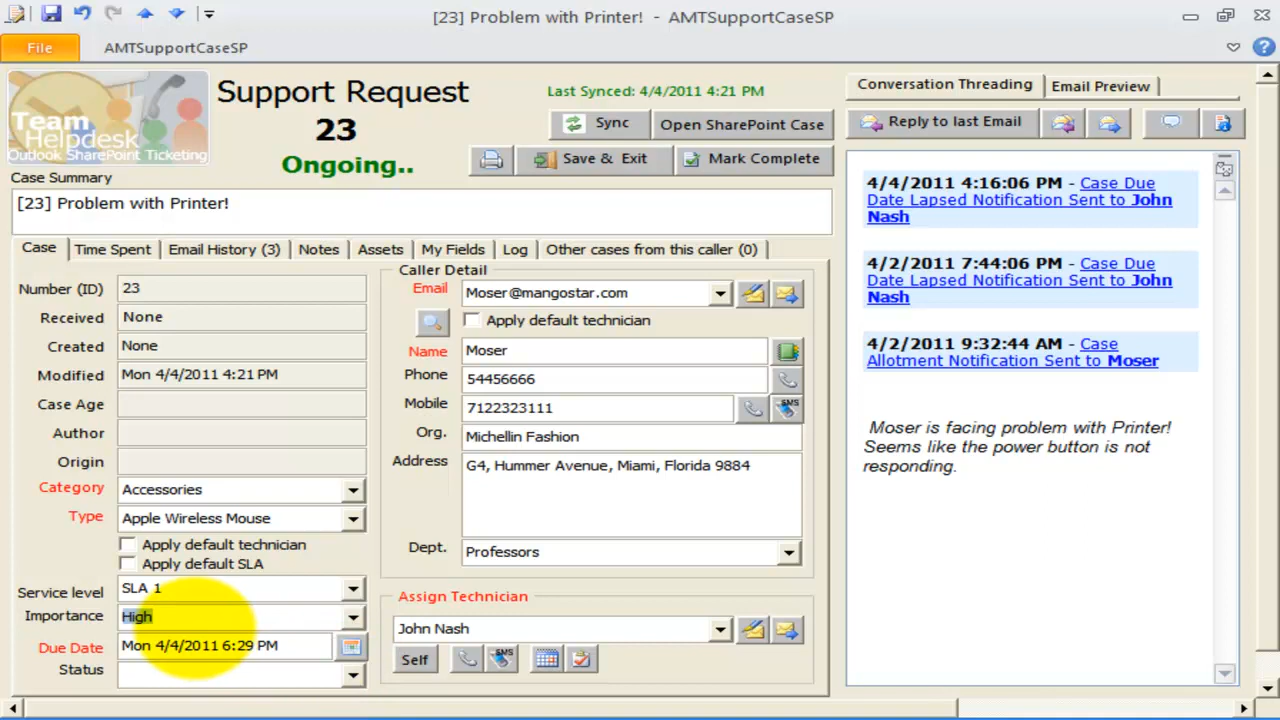 [23] Problem with Printer! - AMTSupportCaseSP
File
AMTSupportCaseSP
Team
Helpdesk
Outlook SharePoint Ticketing
Support Request
23
Ongoing..
Last Synced: 4/4/2011 4:21 PM
Sync
Open SharePoint Case
Save & Exit
Mark Complete
Case Summary
[23] Problem with Printer!
Case
Time Spent
Email History (3)
Notes
Assets
My Fields
Log
Other cases from this caller (0)
Number (ID) 23
Received None
Created None
Modified Mon 4/4/2011 4:21 PM
Case Age
Author
Origin
Category Accessories
Type Apple Wireless Mouse
Apply default technician
Apply default SLA
Service level SLA 1
Importance High
Due Date Mon 4/4/2011 6:29 PM
Status
Caller Detail
Email Moser@mangostar.com
Apply default technician
Name Moser
Phone 54456666
Mobile 7122323111
SMS
Org. Michellin Fashion
Address G4, Hummer Avenue, Miami, Florida 9884
Dept. Professors
Assign Technician
John Nash
Self
SMS
Conversation Threading
Email Preview
Reply to last Email
4/4/2011 4:16:06 PM - Case Due
Date Lapsed Notification Sent to John
Nash
4/2/2011 7:44:06 PM - Case Due
Date Lapsed Notification Sent to John
Nash
4/2/2011 9:32:44 AM - Case
Allotment Notification Sent to Moser
Moser is facing problem with Printer!
Seems like the power button is not
responding.